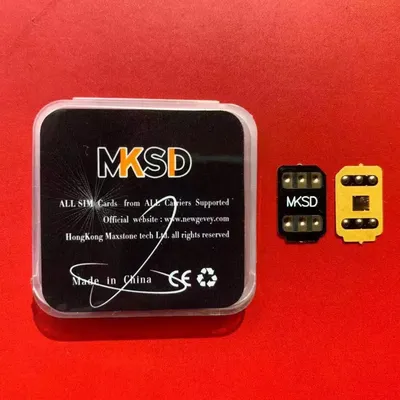 MKSD
ALL SIM Cards from ALL Carriers Supported
Official website : www.newgevey.com
HongKong Maxstone tech Ltd. all rights reserved
Made in China CE
MKSD